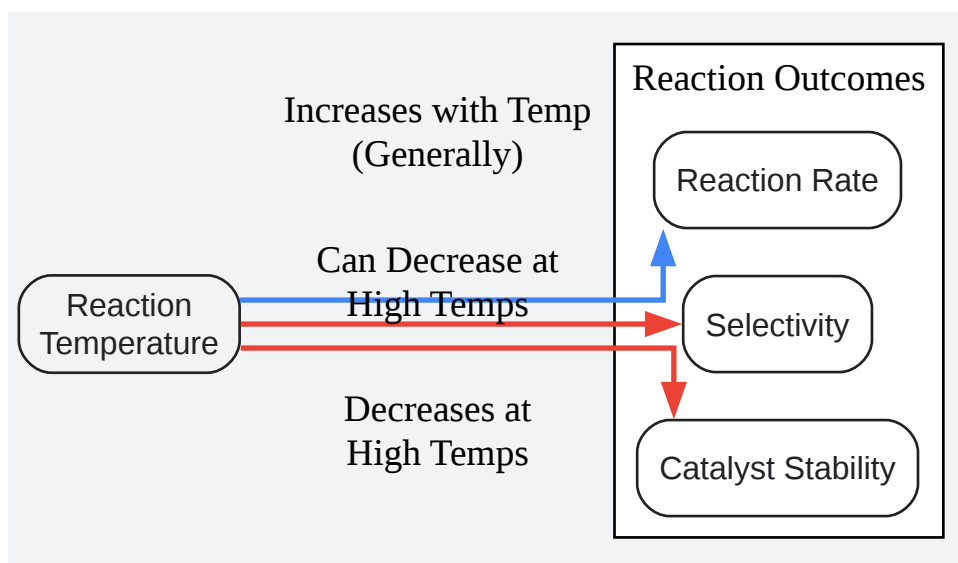 Reaction Outcomes
Increases with Temp
(Generally)
Reaction Rate
Can Decrease at
High Temps
Reaction
Temperature
Selectivity
Decreases at
High Temps
Catalyst Stability